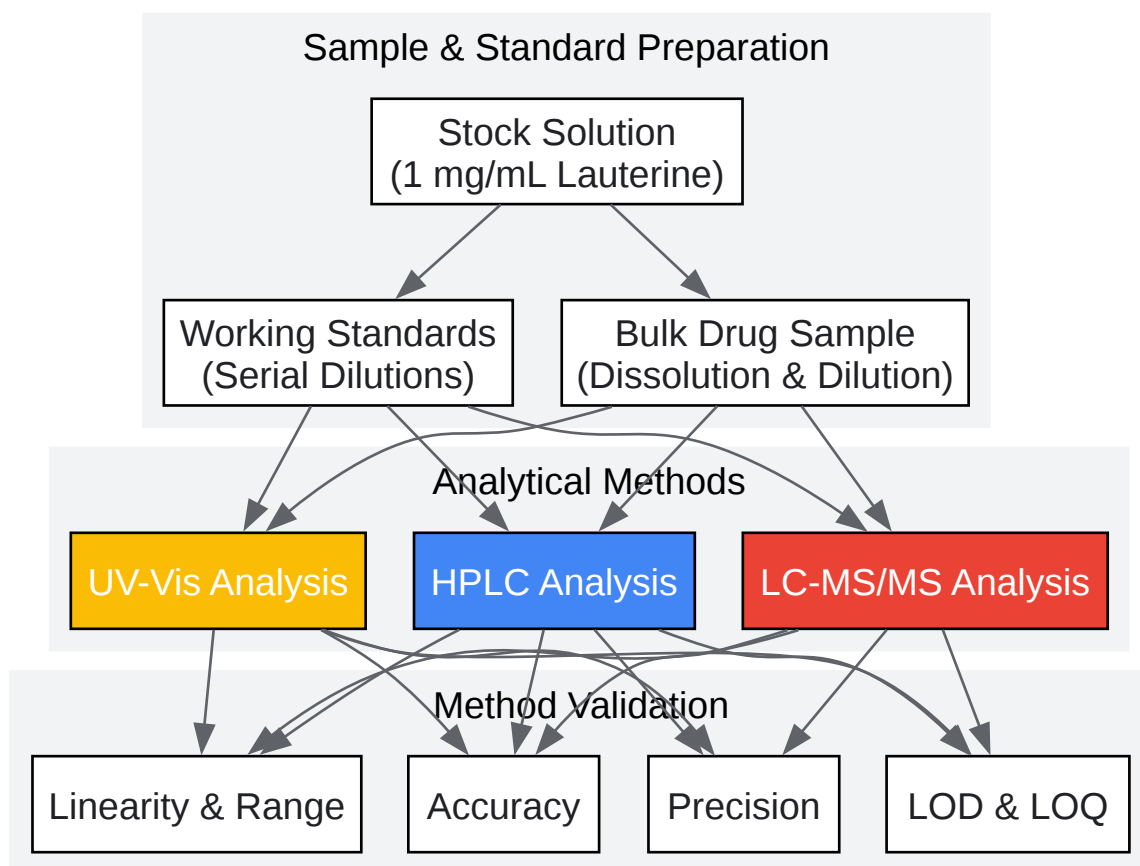 Sample & Standard Preparation
Stock Solution
(1 mg/mL Lauterine)
Working Standards
(Serial Dilutions)
Bulk Drug Sample
(Dissolution & Dilution)
Analytical Methods
UV-Vis Analysis
HPLC Analysis
LC-MS/MS Analysis
Method Validation
Linearity & Range
Accuracy
Precision
LOD & LOQ